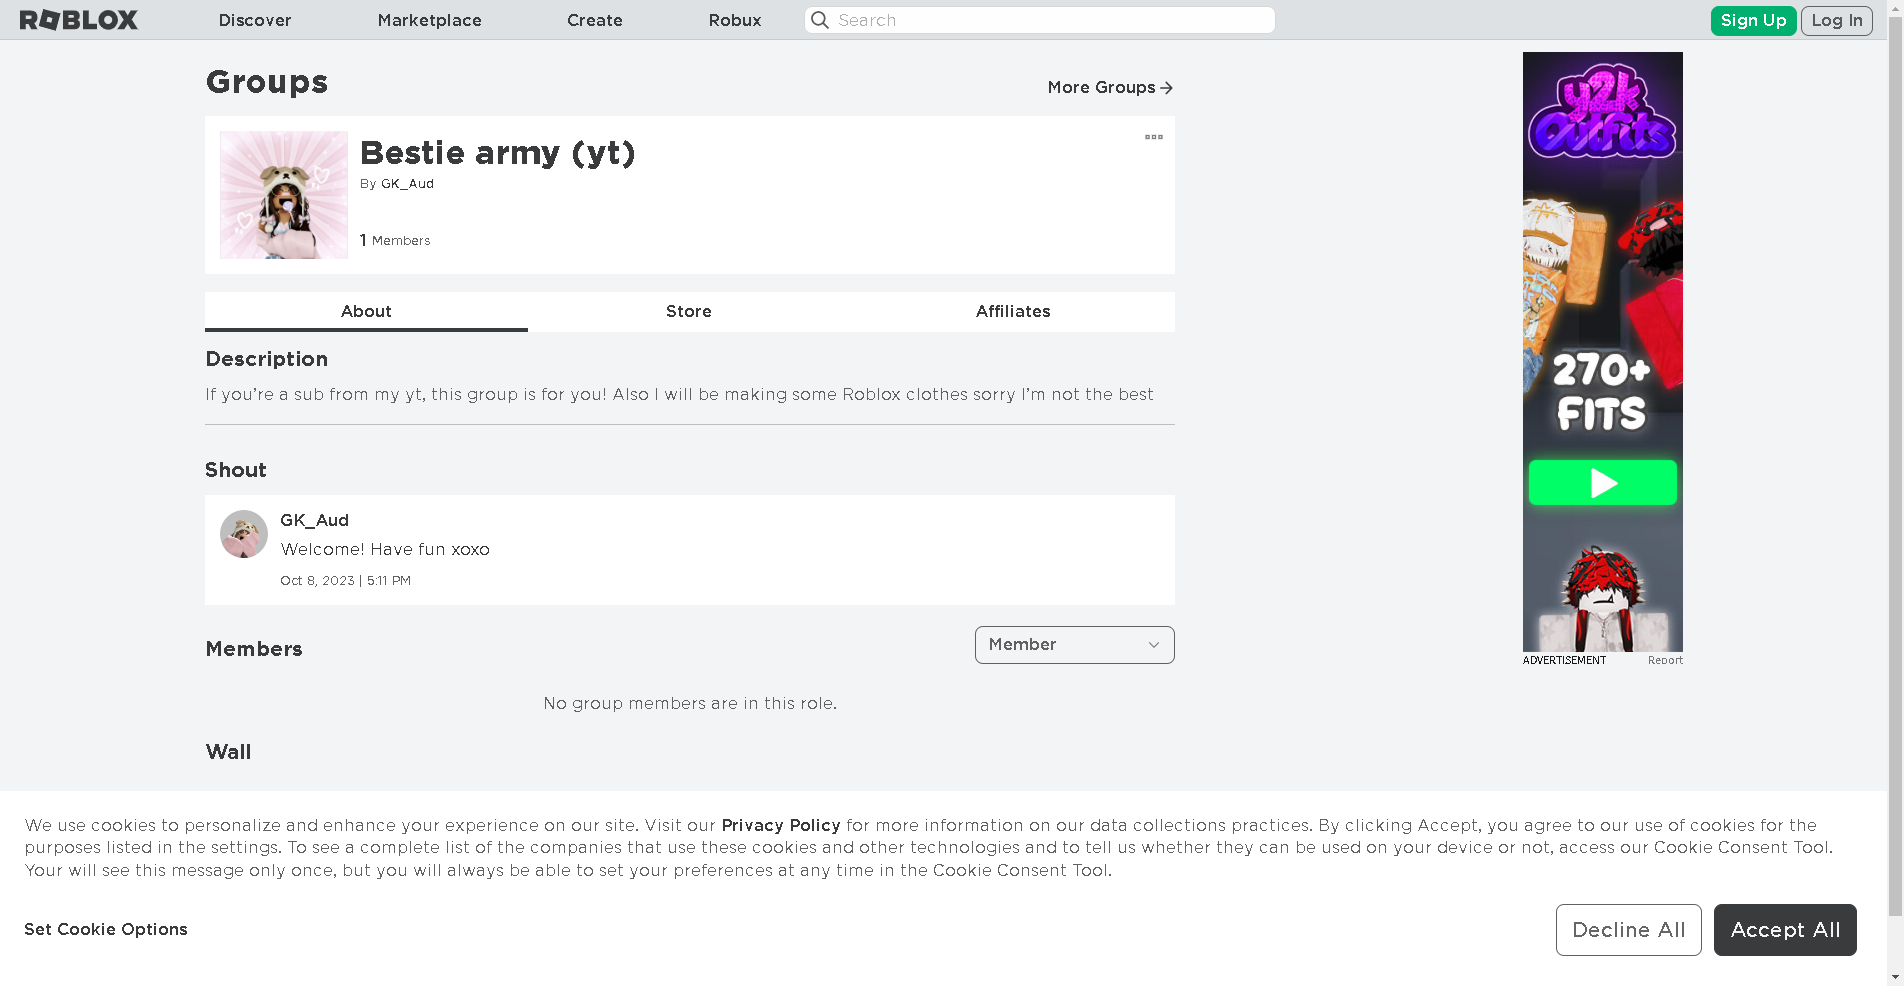 ROBLOX
Discover
Marketplace
Create
Robux
Search
Sign Up
Log In
Groups
More Groups
Bestie army (yt)
By GK_Aud
1 Members
About
Store
Affiliates
Description
If you’re a sub from my yt, this group is for you! Also I will be making some Roblox clothes sorry I’m not the best
Shout
GK_Aud
Welcome! Have fun xoxo
Oct 8, 2023 | 5:11 PM
Members
Member
No group members are in this role.
Wall
y2k
Outfits
270+
FITS
ADVERTISEMENT
Report
We use cookies to personalize and enhance your experience on our site. Visit our Privacy Policy for more information on our data collections practices. By clicking Accept, you agree to our use of cookies for the
purposes listed in the settings. To see a complete list of the companies that use these cookies and other technologies and to tell us whether they can be used on your device or not, access our Cookie Consent Tool.
Your will see this message only once, but you will always be able to set your preferences at any time in the Cookie Consent Tool.
Set Cookie Options
Decline All
Accept All